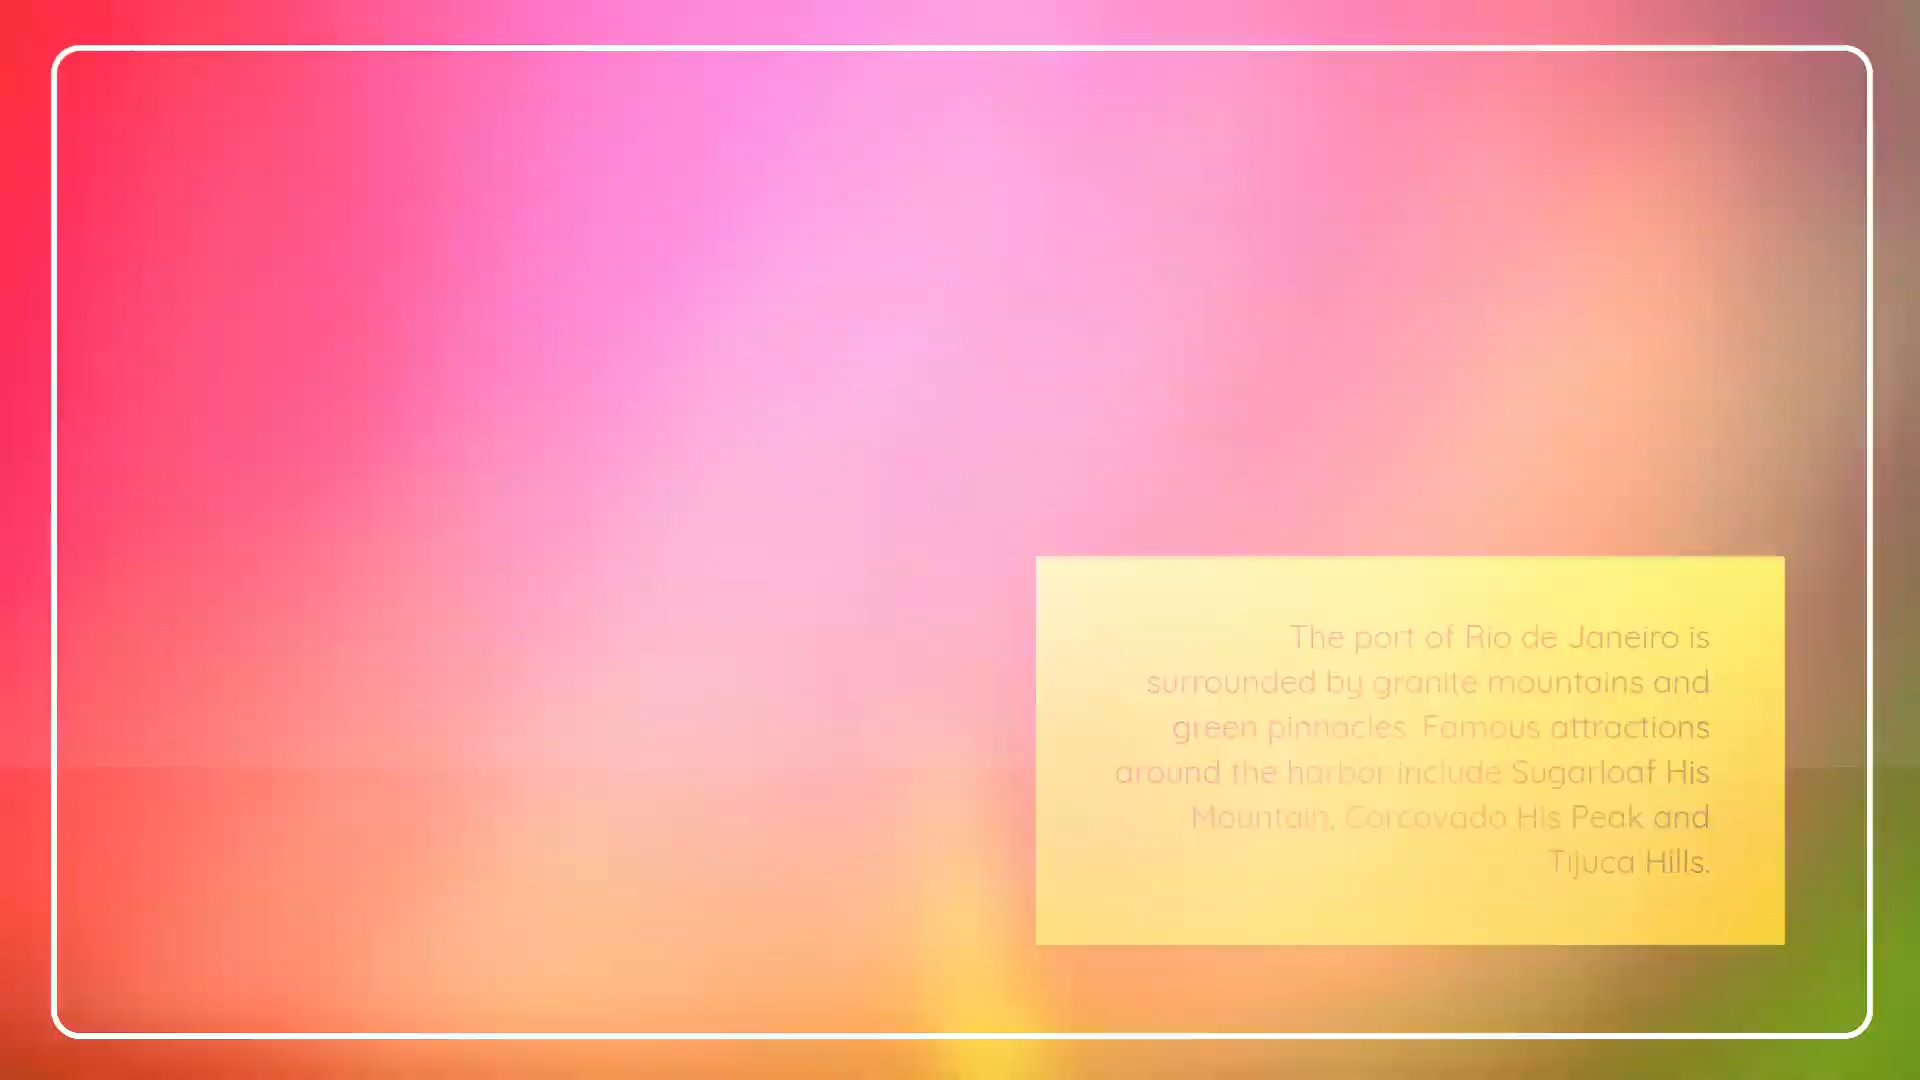 The port of Rio de Janeiro is
surrounded by granite mountains and
green pinnacles. Famous attractions
around the harbor include Sugarloaf His
Mountain, Corcovado His Peak and
Tijuca Hills.